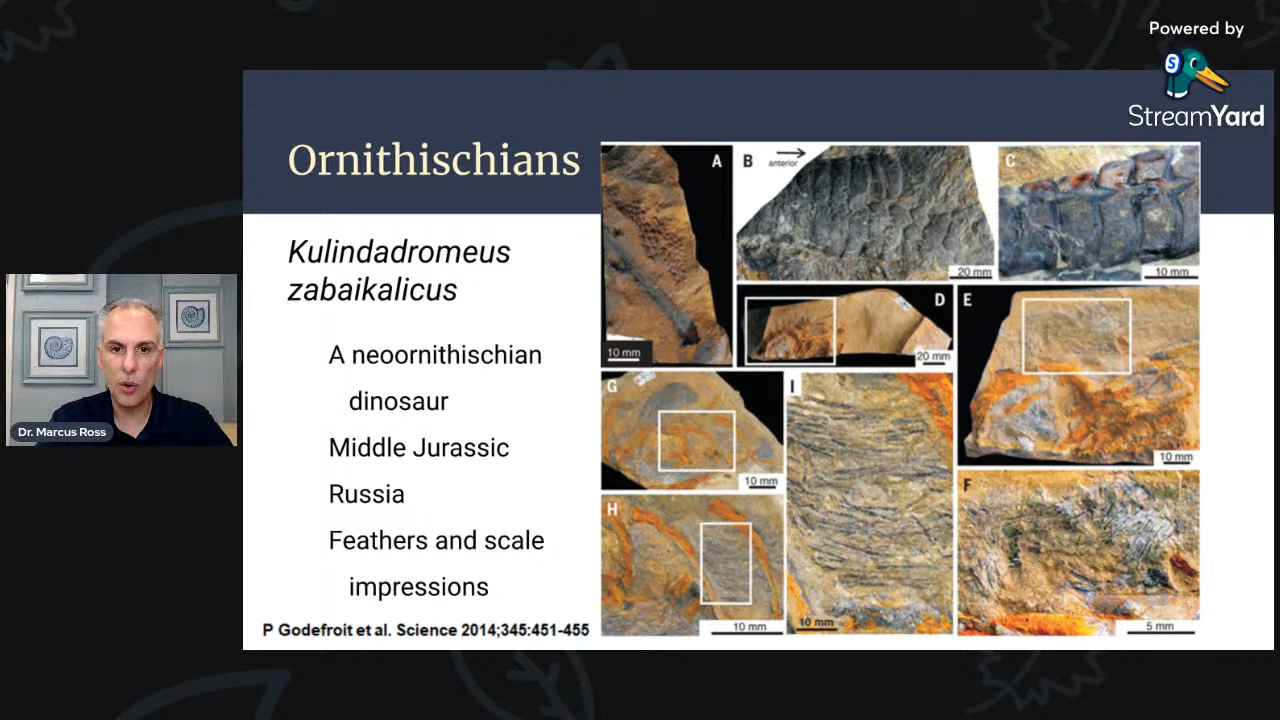 Powered by
S
StreamYard
Ornithischians
Kulindadromeus
zabaikalicus
A neoornithischian
dinosaur
Middle Jurassic
Russia
Feathers and scale
impressions
P Godefroit et al. Science 2014;345:451-455
Dr. Marcus Ross
A
10 mm
B
anterior
20 mm
C
10 mm
D
20 mm
E
10 mm
G
10 mm
I
10 mm
H
10 mm
F
5 mm